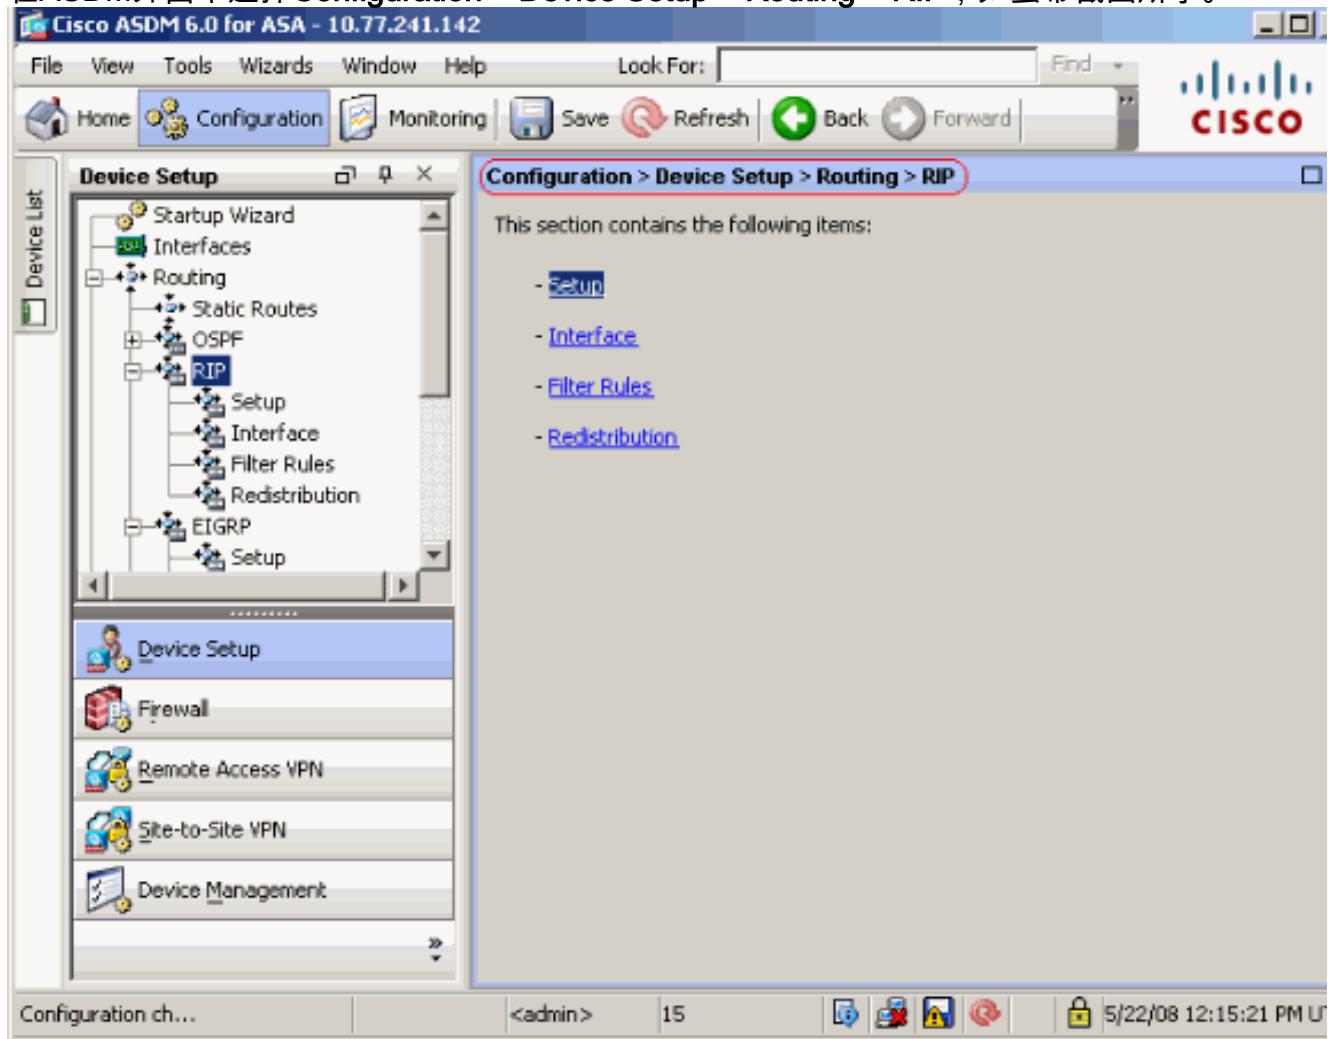 Cisco ASDM 6.0 for ASA - 10.77.241.142
File View Tools Wizards Window Help Look For: Find
Home Configuration Monitoring Save Refresh Back Forward
CISCO
Device List
Device Setup
Startup Wizard
Interfaces
Routing
Static Routes
OSPF
RIP
Setup
Interface
Filter Rules
Redistribution
EIGRP
Setup
Device Setup
Firewall
Remote Access VPN
Site-to-Site VPN
Device Management
Configuration > Device Setup > Routing > RIP
This section contains the following items:
- Setup
- Interface
- Filter Rules
- Redistribution
Configuration ch... <admin> 15 5/22/08 12:15:21 PM